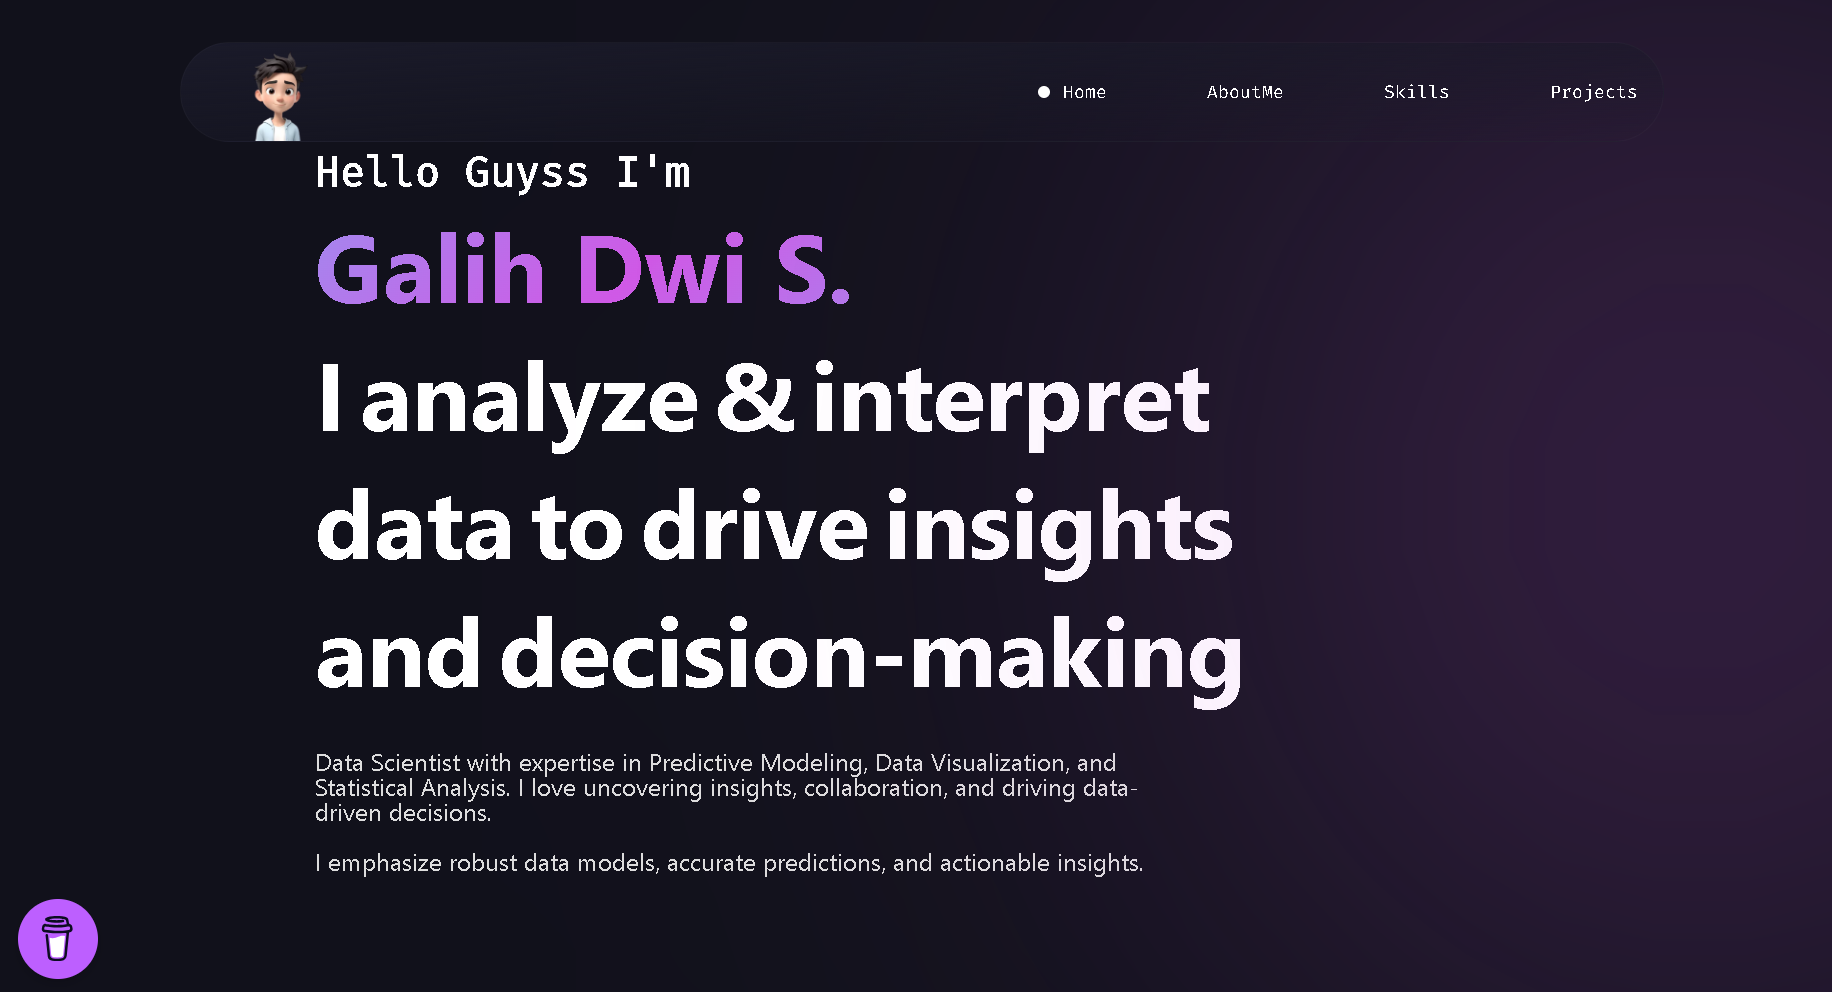 Home AboutMe Skills Projects
Hello Guyss I'm
Galih Dwi S.
I analyze & interpret
data to drive insights
and decision-making
Data Scientist with expertise in Predictive Modeling, Data Visualization, and
Statistical Analysis. I love uncovering insights, collaboration, and driving data-
driven decisions.
I emphasize robust data models, accurate predictions, and actionable insights.